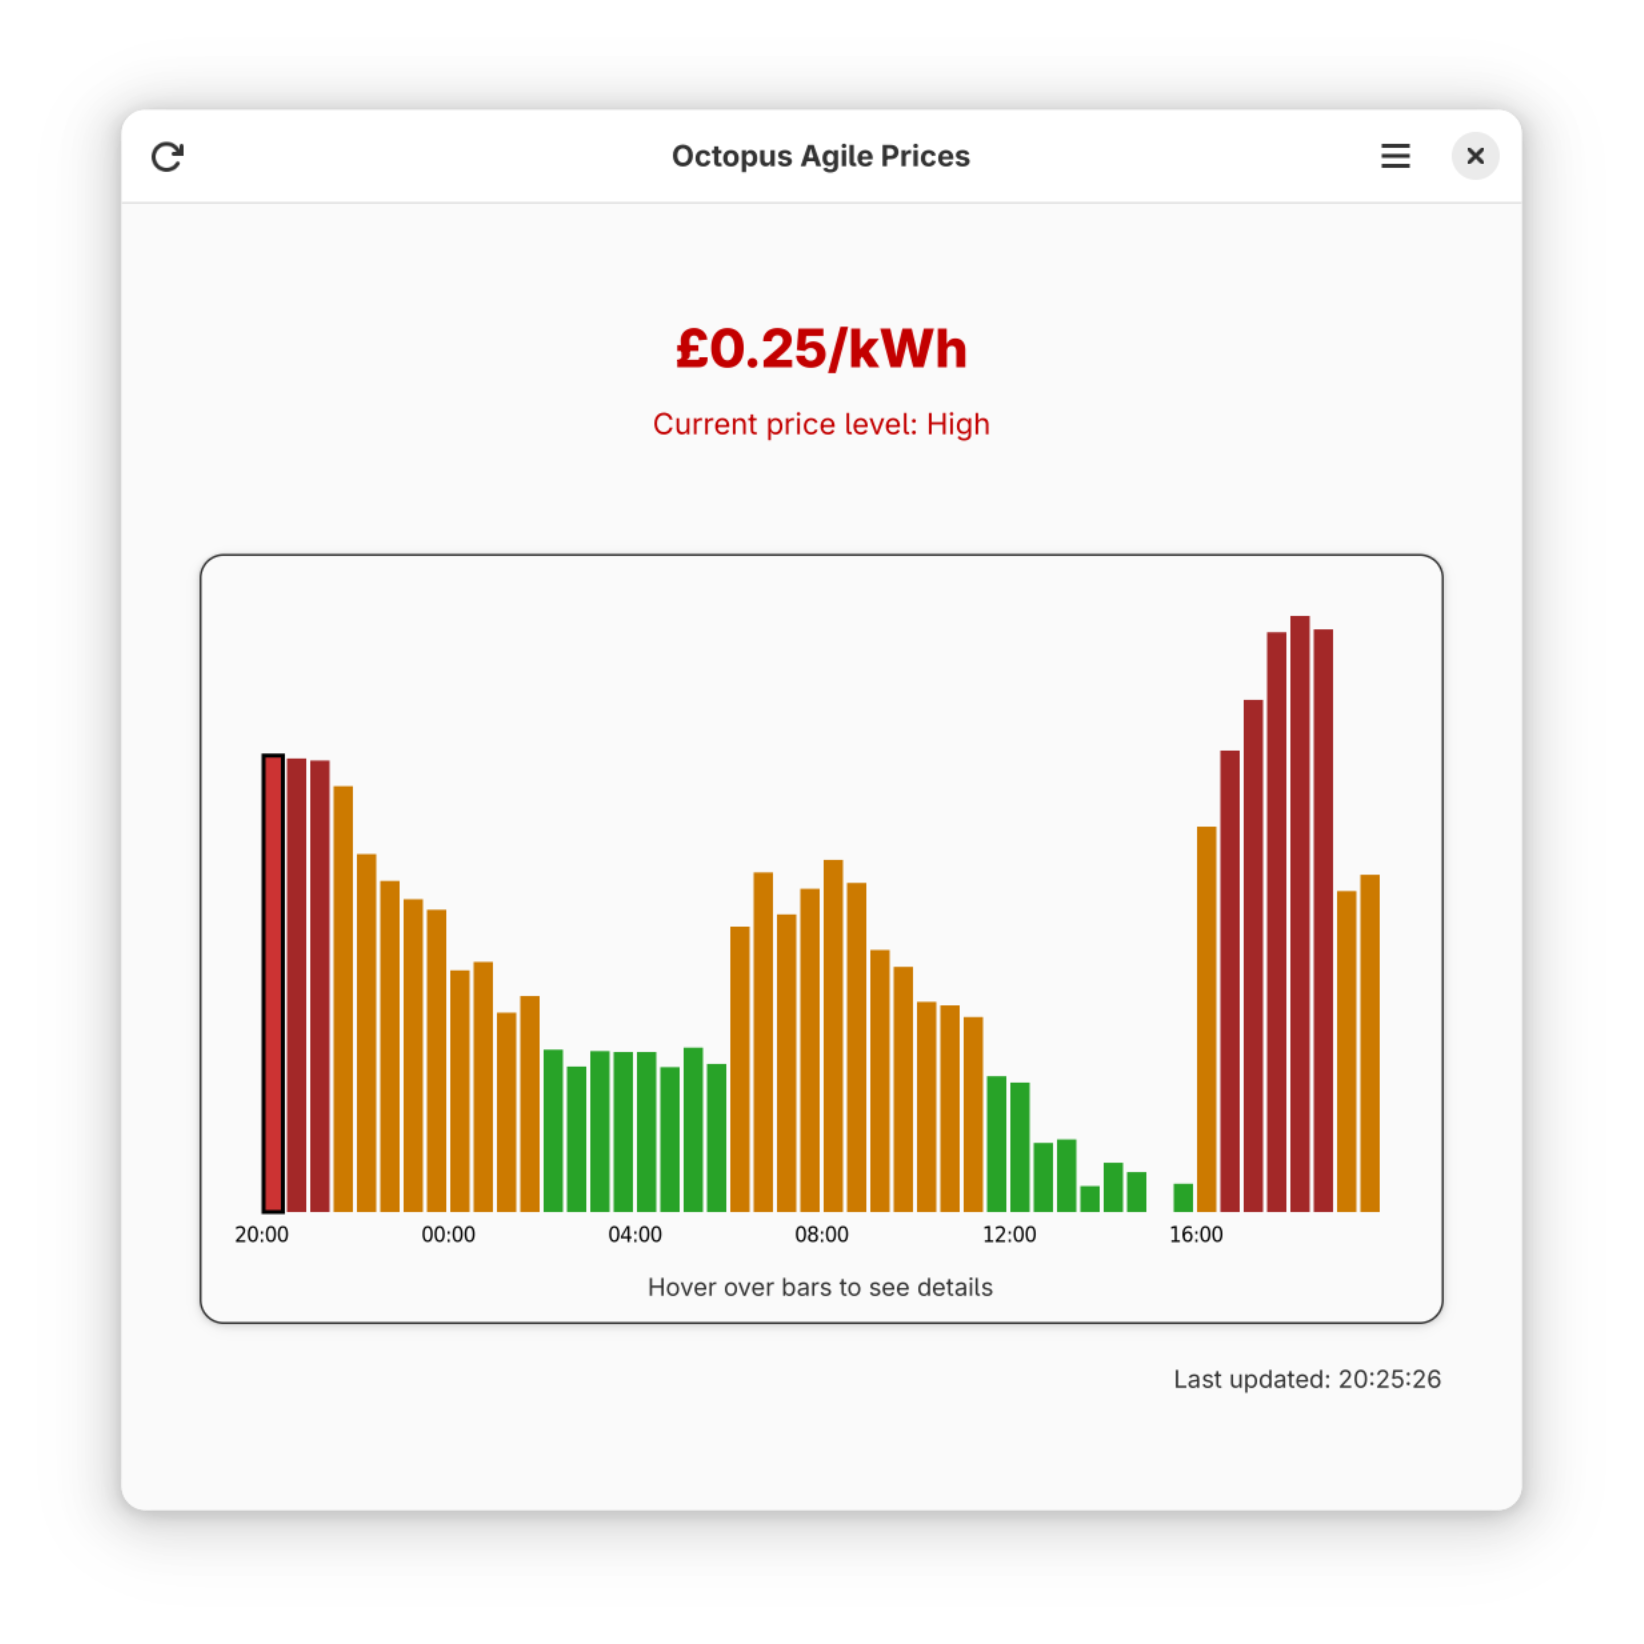 Octopus Agile Prices
£0.25/kWh
Current price level: High
20:00 00:00 04:00 08:00 12:00 16:00
Hover over bars to see details
Last updated: 20:25:26